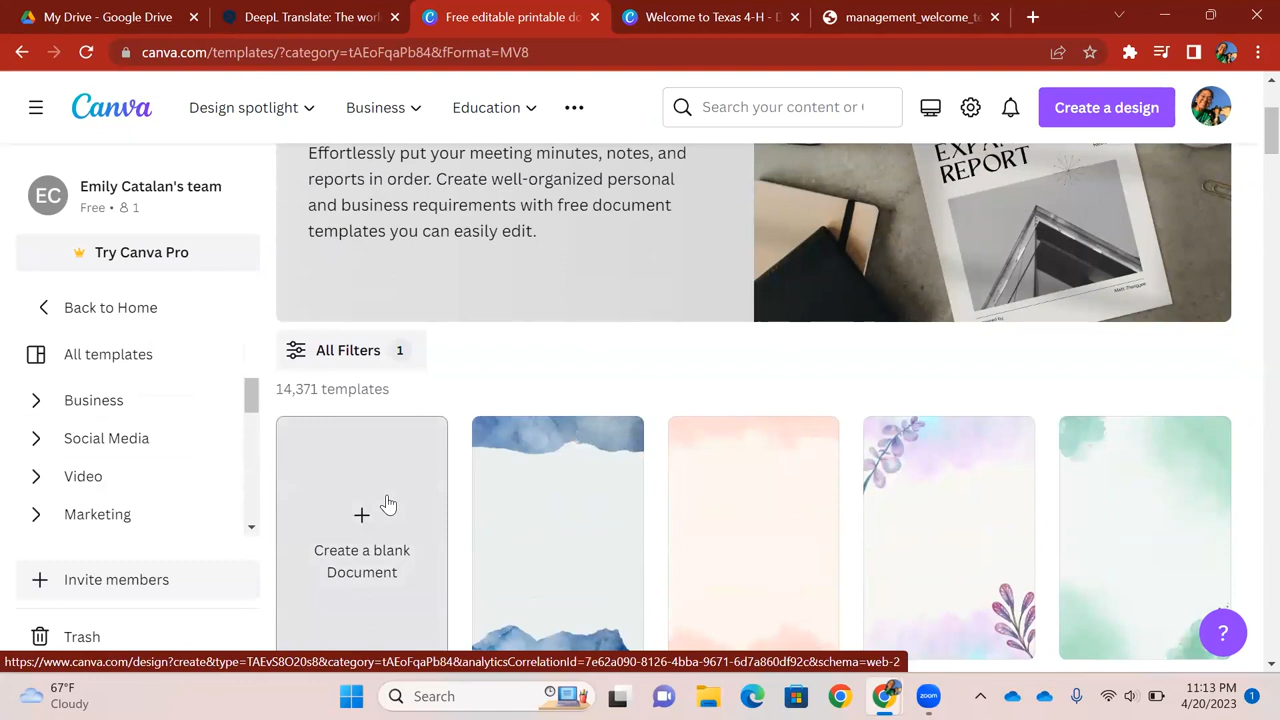 My Drive - Google Drive
DeepL Translate: The worl
Free editable printable do
Welcome to Texas 4-H - D
management_welcome_te
canva.com/templates/?category=tAEoFqaPb84&fFormat=MV8
Canva
Design spotlight
Business
Education
Search your content or
Create a design
EXPA
REPORT
Effortlessly put your meeting minutes, notes, and
reports in order. Create well-organized personal
and business requirements with free document
templates you can easily edit.
EC
Emily Catalan's team
Free • 1
Try Canva Pro
Back to Home
All templates
Business
Social Media
Video
Marketing
Invite members
Trash
All Filters 1
14,371 templates
Create a blank
Document
?
https://www.canva.com/design?create&type=TAEvS8O20s8&category=tAEoFqaPb84&analyticsCorrelationId=7e62a090-8126-4bba-9671-6d7a860df92c&schema=web-2
67°F
Cloudy
Search
zoom
11:13 PM
4/20/2023
1